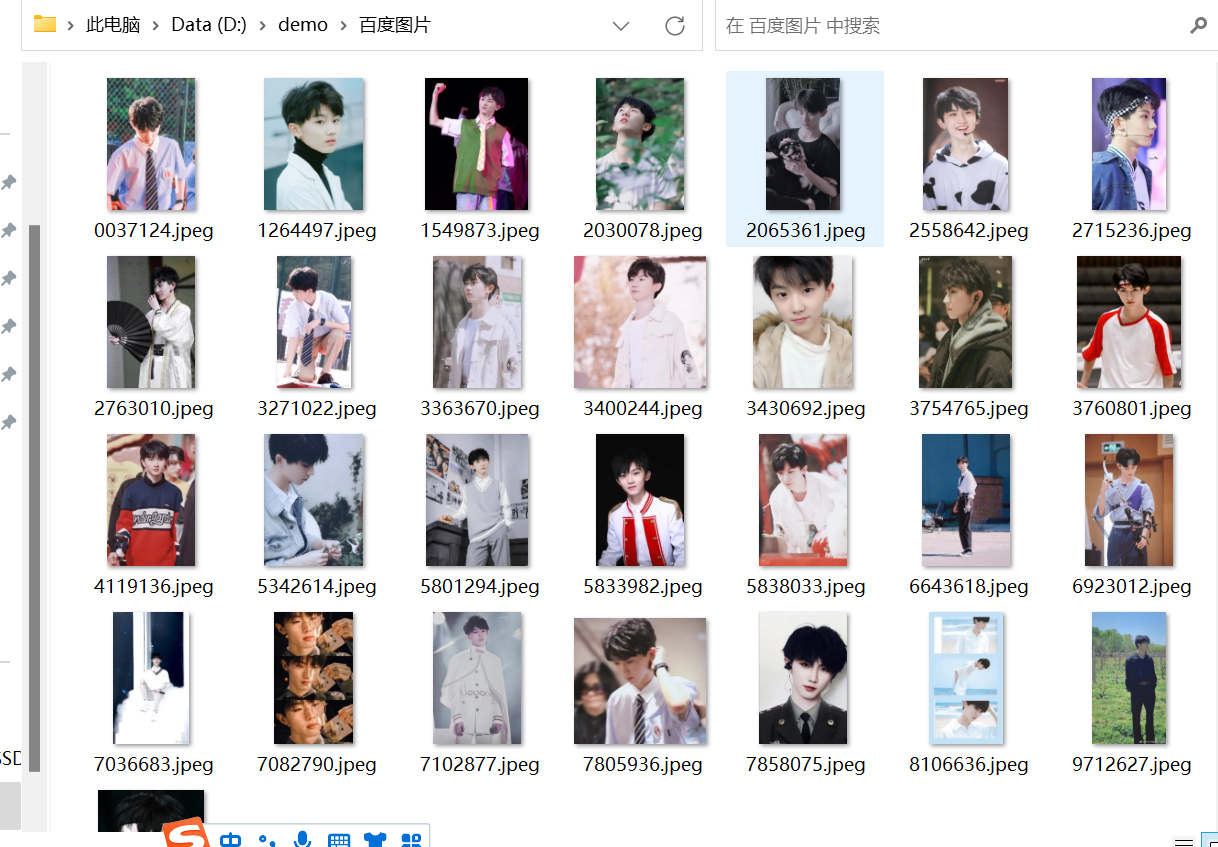 此电脑 > Data (D:) > demo > 百度图片
在 百度图片 中搜索
0037124.jpeg 1264497.jpeg 1549873.jpeg 2030078.jpeg 2065361.jpeg 2558642.jpeg 2715236.jpeg
2763010.jpeg 3271022.jpeg 3363670.jpeg 3400244.jpeg 3430692.jpeg 3754765.jpeg 3760801.jpeg
4119136.jpeg 5342614.jpeg 5801294.jpeg 5833982.jpeg 5838033.jpeg 6643618.jpeg 6923012.jpeg
SSD
7036683.jpeg 7082790.jpeg 7102877.jpeg 7805936.jpeg 7858075.jpeg 8106636.jpeg 9712627.jpeg
中